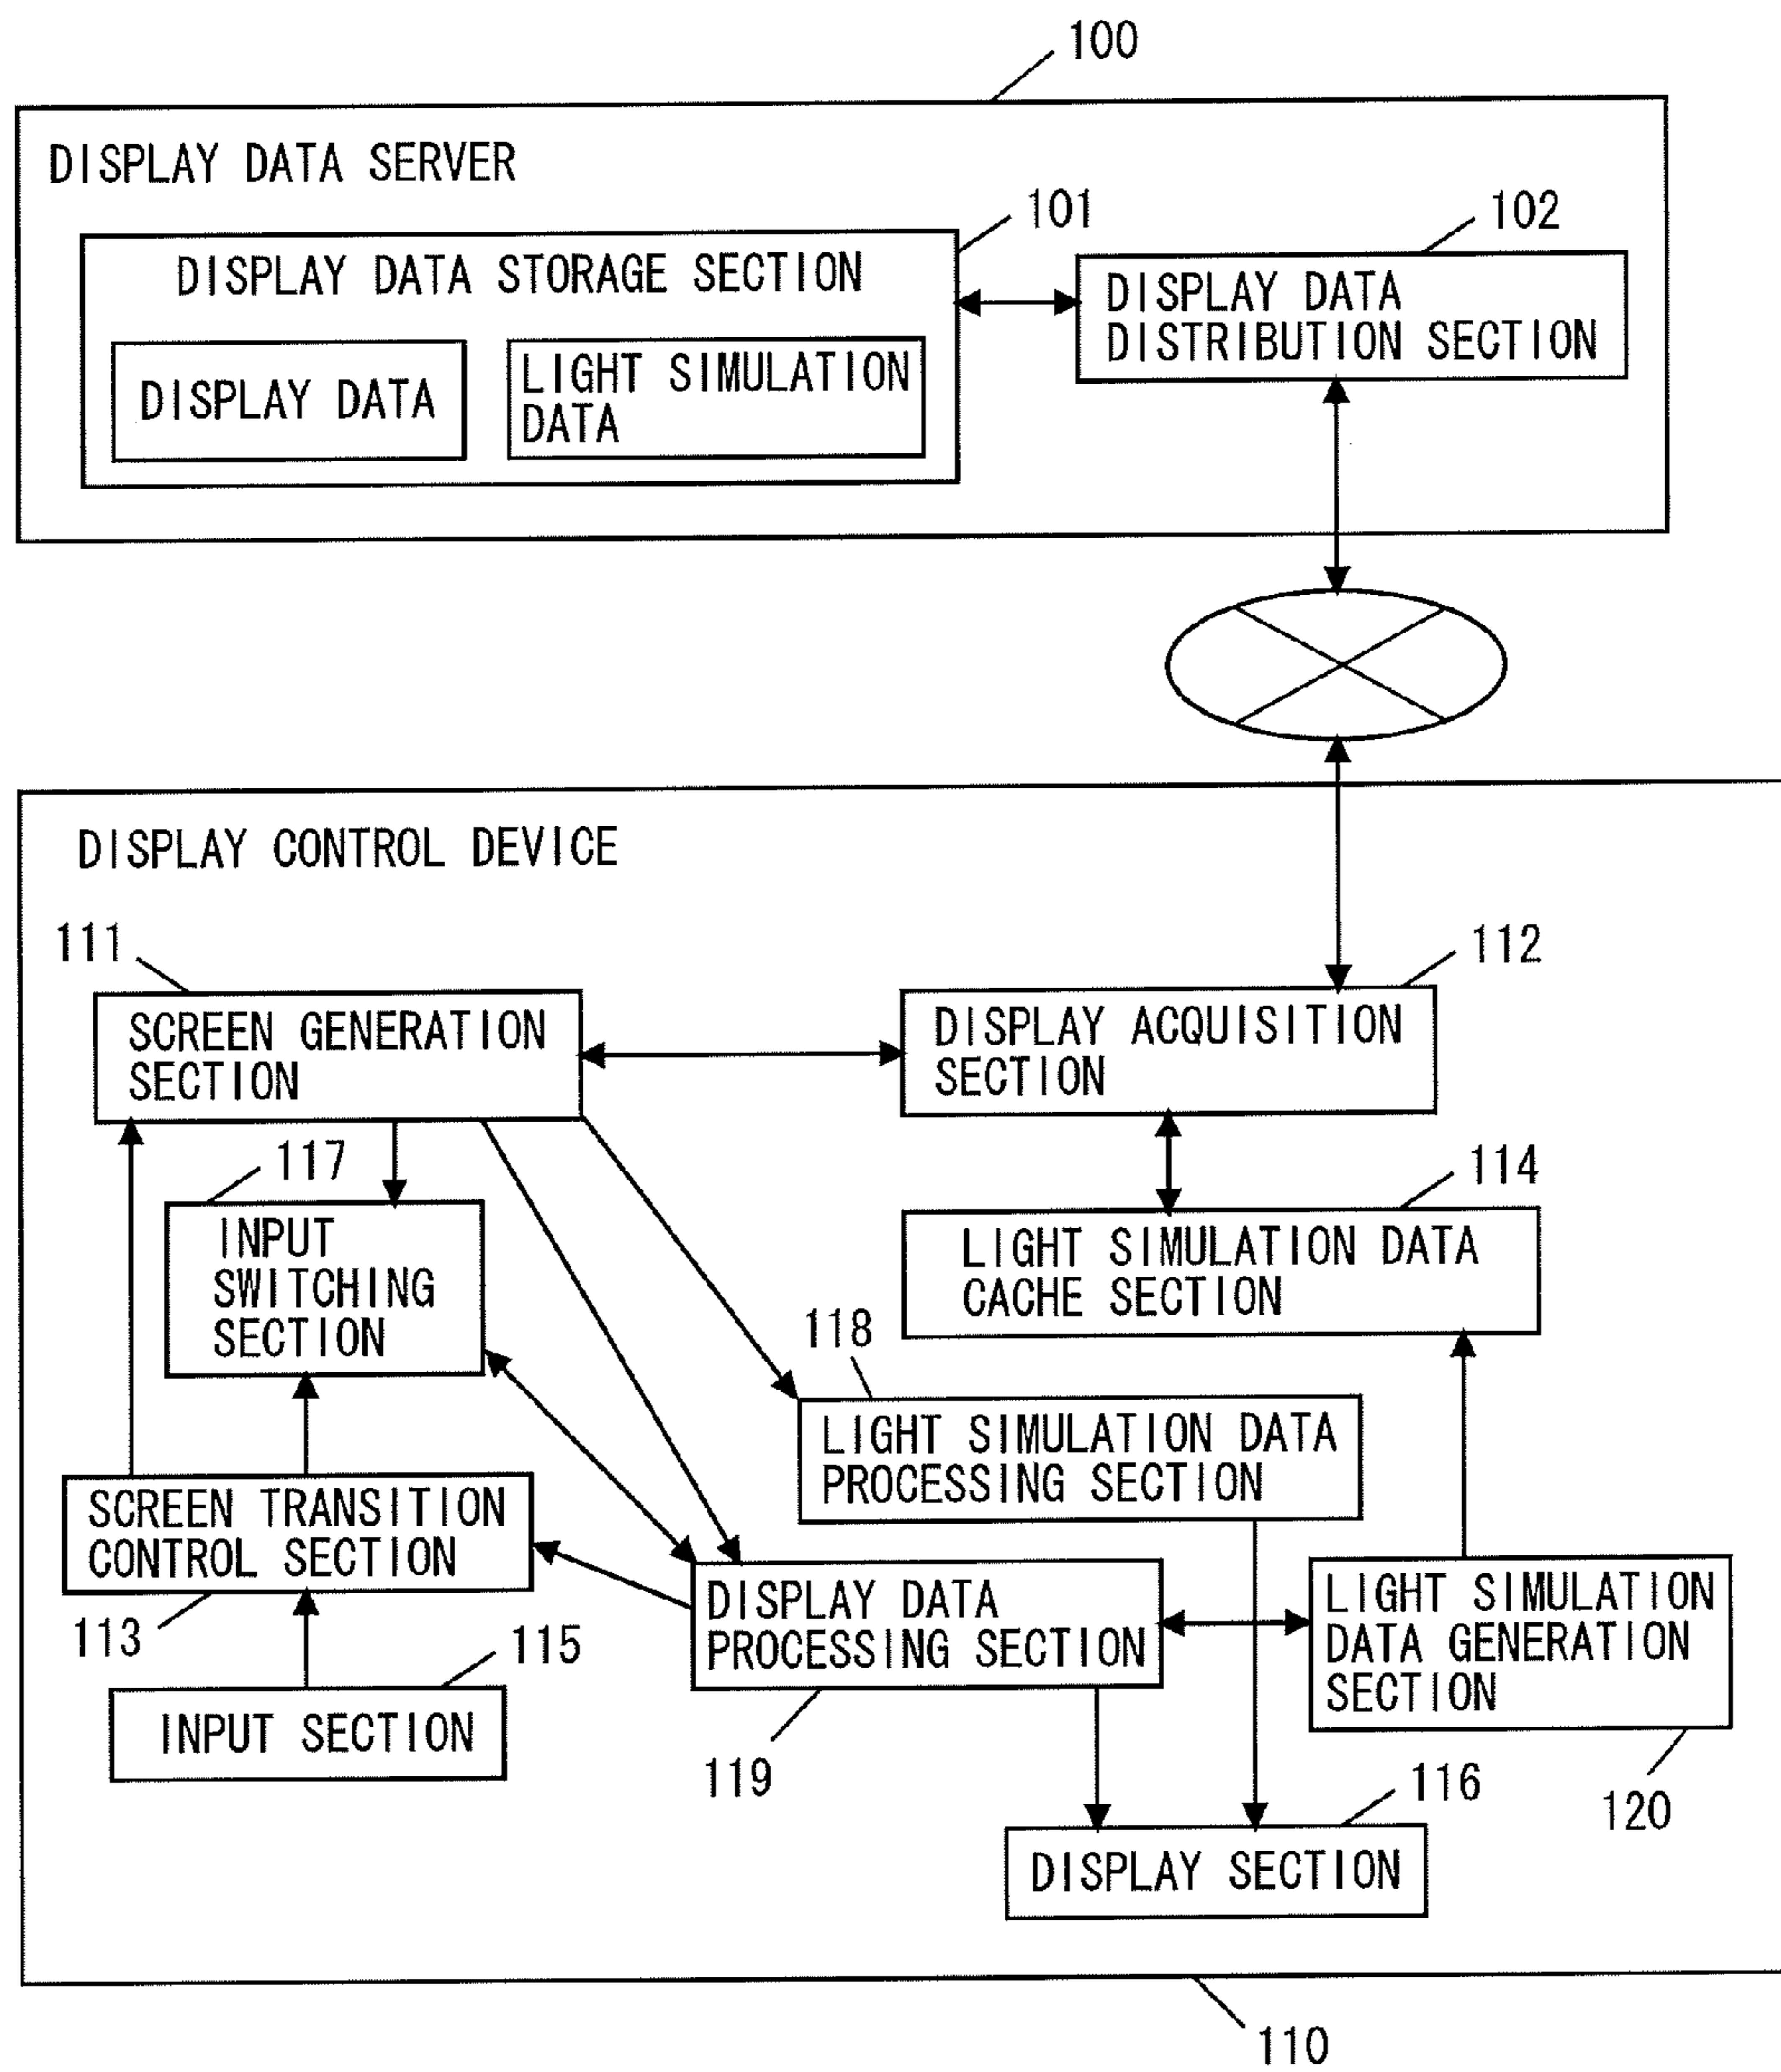 100
DISPLAY DATA SERVER
101
102
DISPLAY DATA STORAGE SECTION
DISPLAY DATA
DISTRIBUTION SECTION
DISPLAY DATA
LIGHT SIMULATION
DATA
DISPLAY CONTROL DEVICE
111
112
SCREEN GENERATION
SECTION
DISPLAY ACQUISITION
SECTION
117
114
INPUT
SWITCHING
SECTION
LIGHT SIMULATION DATA
CACHE SECTION
118
LIGHT SIMULATION DATA
PROCESSING SECTION
SCREEN TRANSITION
CONTROL SECTION
113
DISPLAY DATA
PROCESSING SECTION
LIGHT SIMULATION
DATA GENERATION
SECTION
115
INPUT SECTION
119
116
120
DISPLAY SECTION
110